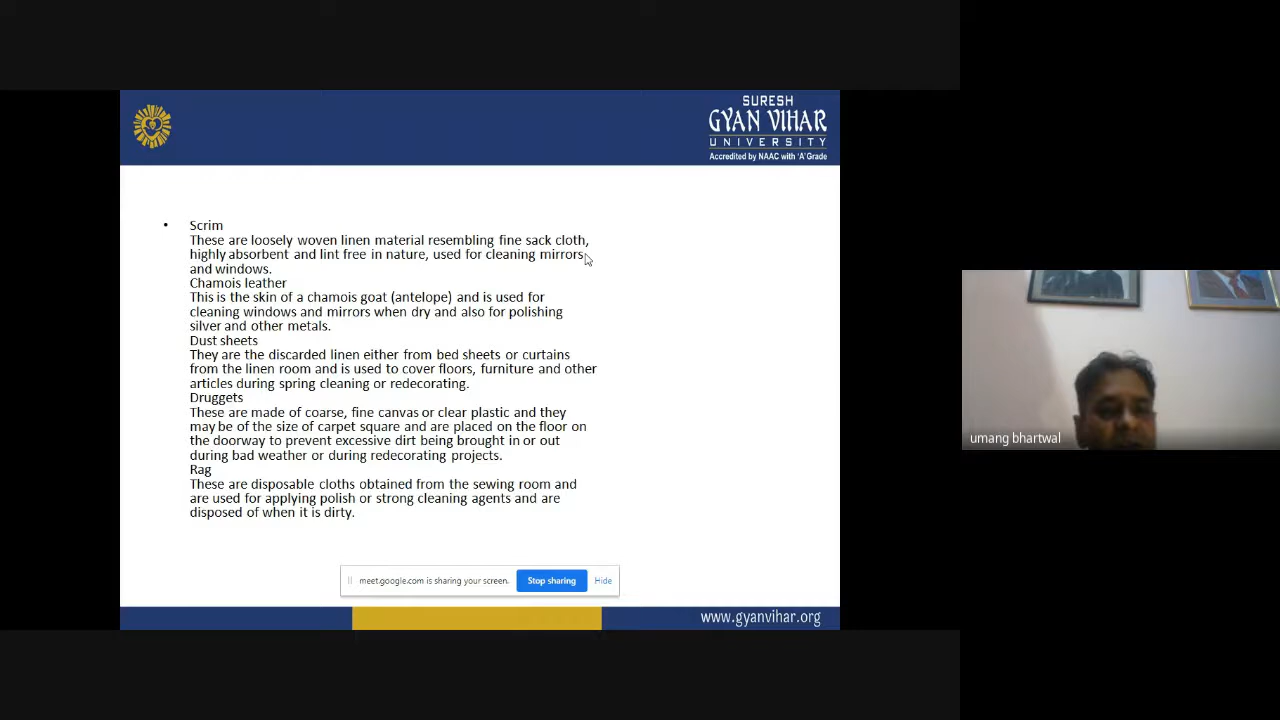 SURESH
GYAN VIHAR
UNIVERSITY
Accredited by NAAC with 'A' Grade
• Scrim
These are loosely woven linen material resembling fine sack cloth,
highly absorbent and lint free in nature, used for cleaning mirrors
and windows.
Chamois leather
This is the skin of a chamois goat (antelope) and is used for
cleaning windows and mirrors when dry and also for polishing
silver and other metals.
Dust sheets
They are the discarded linen either from bed sheets or curtains
from the linen room and is used to cover floors, furniture and other
articles during spring cleaning or redecorating.
Druggets
These are made of coarse, fine canvas or clear plastic and they
may be of the size of carpet square and are placed on the floor on
the doorway to prevent excessive dirt being brought in or out
during bad weather or during redecorating projects.
Rag
These are disposable cloths obtained from the sewing room and
are used for applying polish or strong cleaning agents and are
disposed of when it is dirty.
umang bhartwal
meet.google.com is sharing your screen. Stop sharing Hide
www.gyanvihar.org